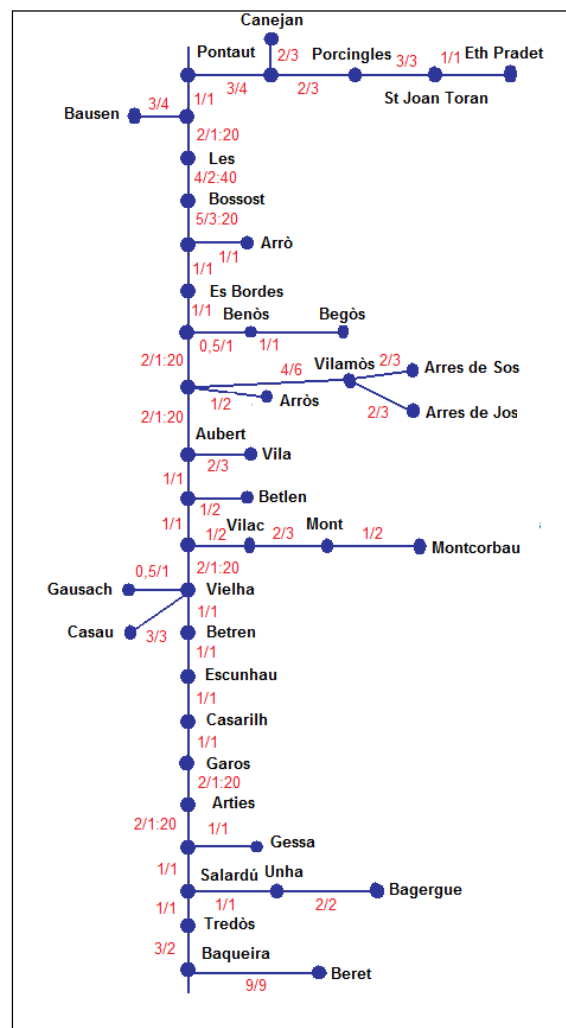 Canejan
Pontaut 2/3 Porcingles 3/3 1/1 Eth Pradet
3/4 2/3 St Joan Toran
Bausen 3/4 1/1
2/1:20
Les
4/2:40
Bossost
5/3:20
Arrò
1/1
1/1
Es Bordes
1/1 Benòs Begòs
0,5/1 1/1
2/1:20 4/6 Vilamòs 2/3 Arres de Sos
1/2 Arròs 2/3 Arres de Jos
2/1:20
Aubert
2/3 Vila
1/1
1/2 Betlen
1/1 1/2 Vilac 2/3 Mont 1/2
Montcorbau
0,5/1 2/1:20
Gausach Vielha
1/1
Casau 3/3 Betren
1/1
Escunhau
1/1
Casarilh
1/1
Garos
2/1:20
Arties
2/1:20 1/1
Gessa
1/1 Salardú Unha
1/1 2/2 Bagergue
1/1
Tredòs
3/2 Baqueira
9/9 Beret